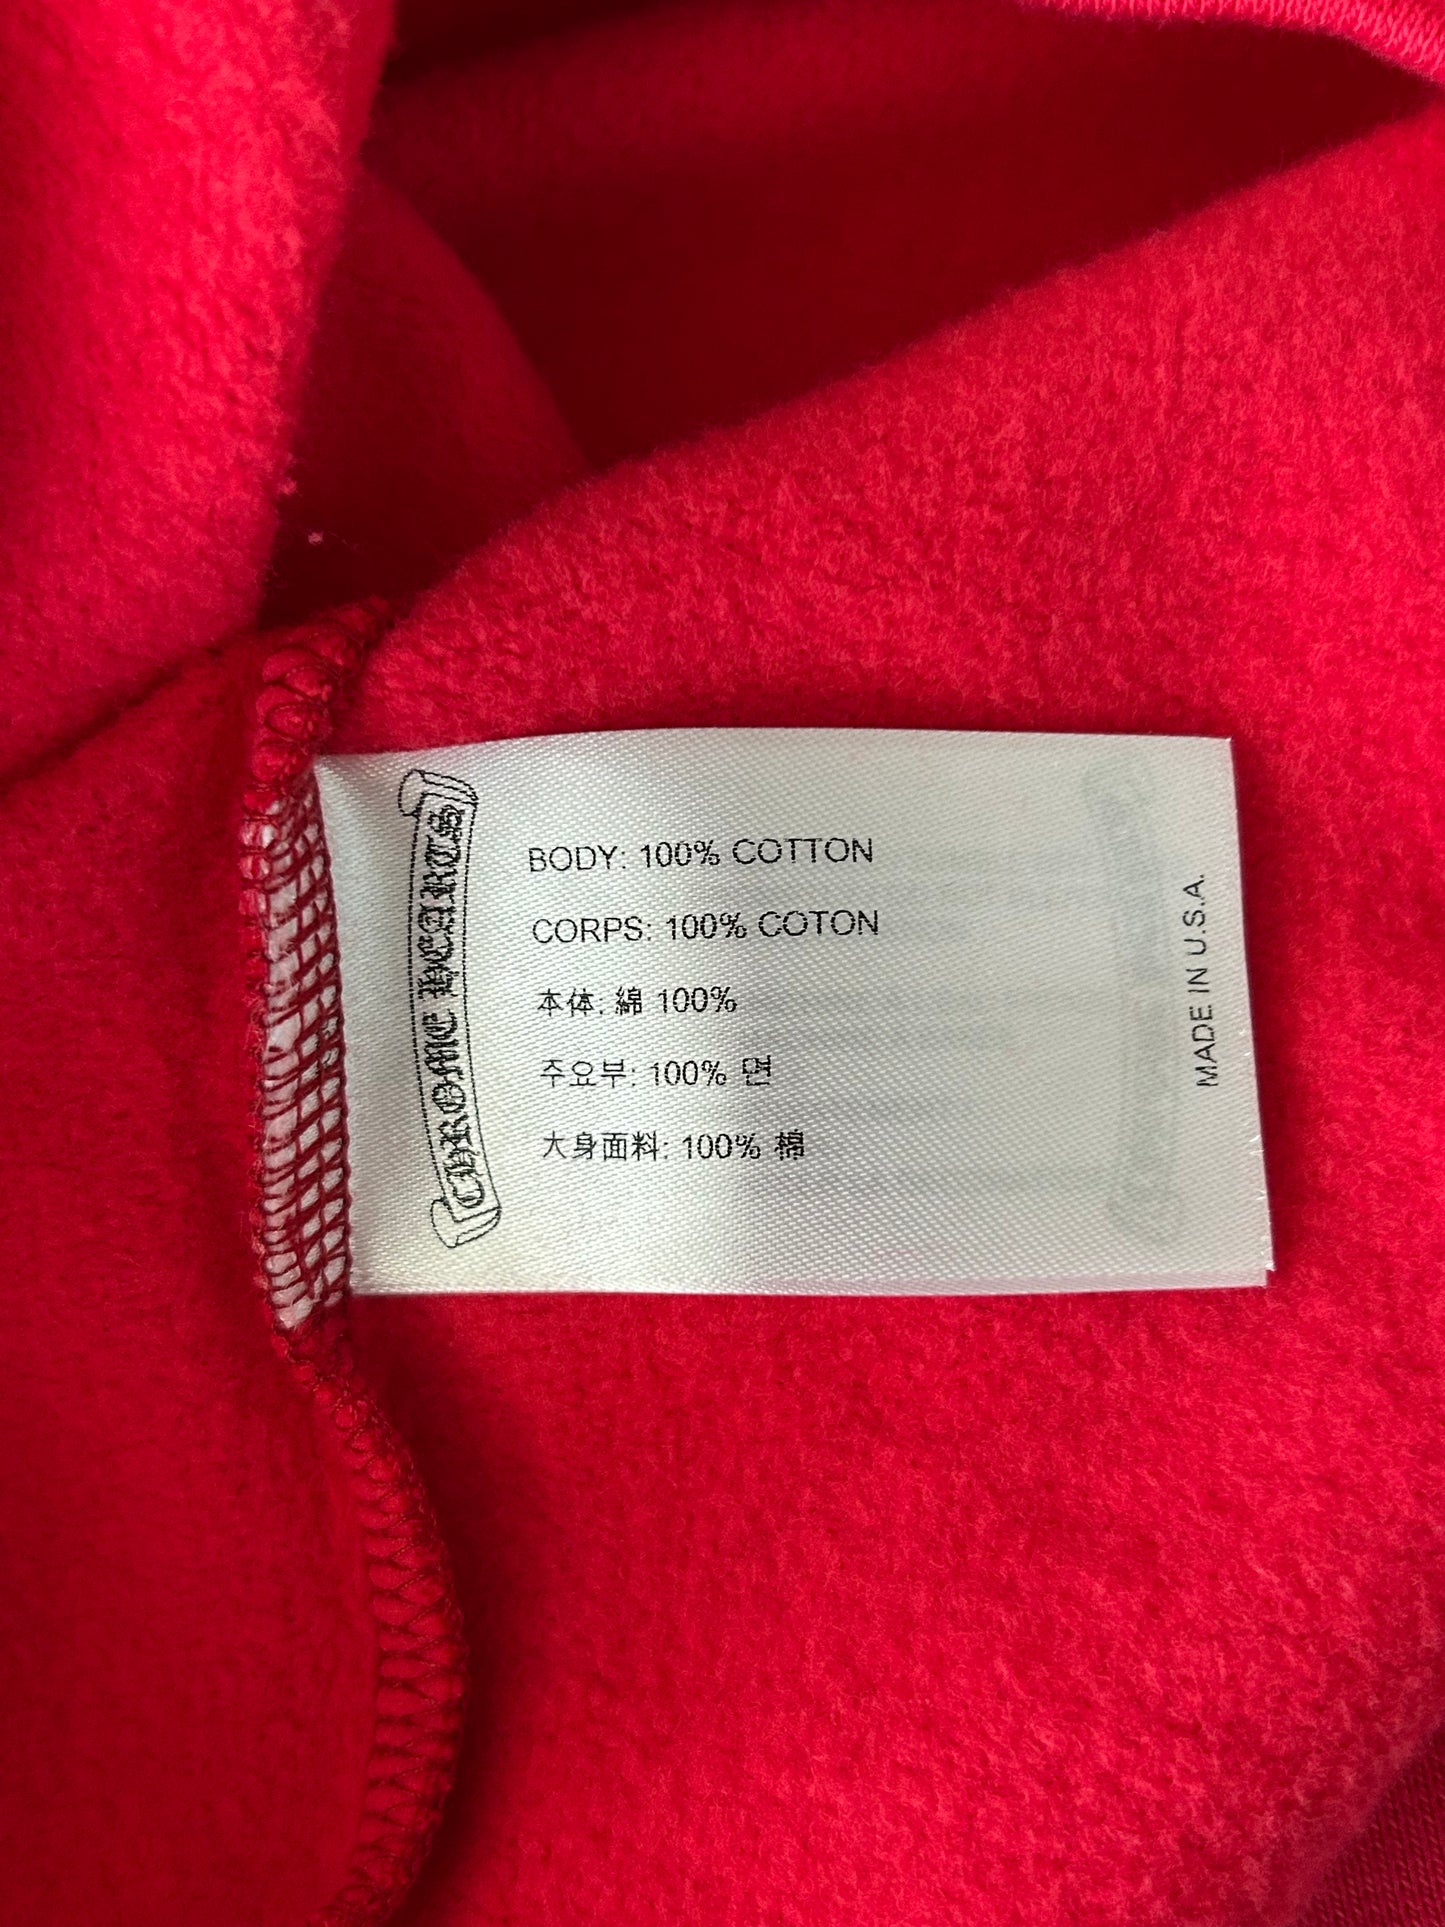 CHROME HEARTS
BODY: 100% COTTON
CORPS: 100% COTON
本体: 綿 100%
주요부: 100% 면
大身面料: 100% 棉
MADE IN U.S.A.